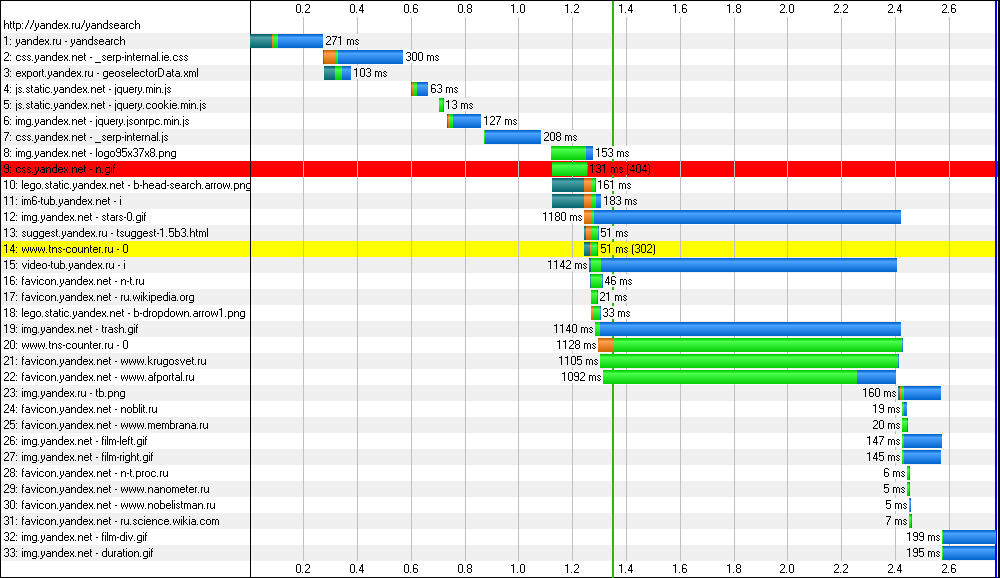 0.2 0.4 0.6 0.8 1.0 1.2 1.4 1.6 1.8 2.0 2.2 2.4 2.6
http://yandex.ru/yandsearch
1: yandex.ru - yandsearch 271 ms
2: css.yandex.net - _serp-internal.ie.css 300 ms
3: export.yandex.ru - geoselectorData.xml 103 ms
4: js.static.yandex.net - jquery.min.js 63 ms
5: js.static.yandex.net - jquery.cookie.min.js 13 ms
6: img.yandex.net - jquery.jsonrpc.min.js 127 ms
7: css.yandex.net - _serp-internal.js 208 ms
8: img.yandex.net - logo95x37x8.png 153 ms
9: css.yandex.net - n.gif 131 ms (404)
10: lego.static.yandex.net - b-head-search.arrow.png 161 ms
11: im6-tub.yandex.net - i 183 ms
12: img.yandex.net - stars-0.gif 1180 ms
13: suggest.yandex.ru - tsuggest-1.5b3.html 51 ms
14: www.tns-counter.ru - 0 51 ms (302)
15: video-tub.yandex.ru - i 1142 ms
16: favicon.yandex.net - n-t.ru 46 ms
17: favicon.yandex.net - ru.wikipedia.org 21 ms
18: lego.static.yandex.net - b-dropdown.arrow1.png 33 ms
19: img.yandex.net - trash.gif 1140 ms
20: www.tns-counter.ru - 0 1128 ms
21: favicon.yandex.net - www.krugosvet.ru 1105 ms
22: favicon.yandex.net - www.afportal.ru 1092 ms
23: img.yandex.ru - tb.png 160 ms
24: favicon.yandex.net - noblit.ru 19 ms
25: favicon.yandex.net - www.membrana.ru 20 ms
26: img.yandex.net - film-left.gif 147 ms
27: img.yandex.net - film-right.gif 145 ms
28: favicon.yandex.net - n-t.proc.ru 6 ms
29: favicon.yandex.net - www.nanometer.ru 5 ms
30: favicon.yandex.net - www.nobelistman.ru 5 ms
31: favicon.yandex.net - ru.science.wikia.com 7 ms
32: img.yandex.net - film-div.gif 199 ms
33: img.yandex.net - duration.gif 195 ms
0.2 0.4 0.6 0.8 1.0 1.2 1.4 1.6 1.8 2.0 2.2 2.4 2.6